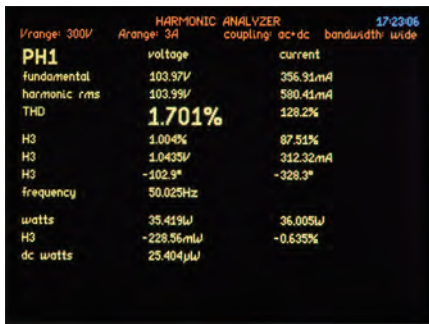 HARMONIC ANALYZER 17:23:06
Vrange: 300V Arange: 3A coupling: ac+dc bandwidth: wide
PH1 voltage current
fundamental 103.97V 356.91mA
harmonic rms 103.99V 580.41mA
THD 1.701% 128.2%
H3 1.004% 87.51%
H3 1.0435V 312.32mA
H3 -102.9° -328.3°
frequency 50.025Hz
watts 35.419W 36.005W
H3 -228.56mW -0.635%
dc watts 25.404µW